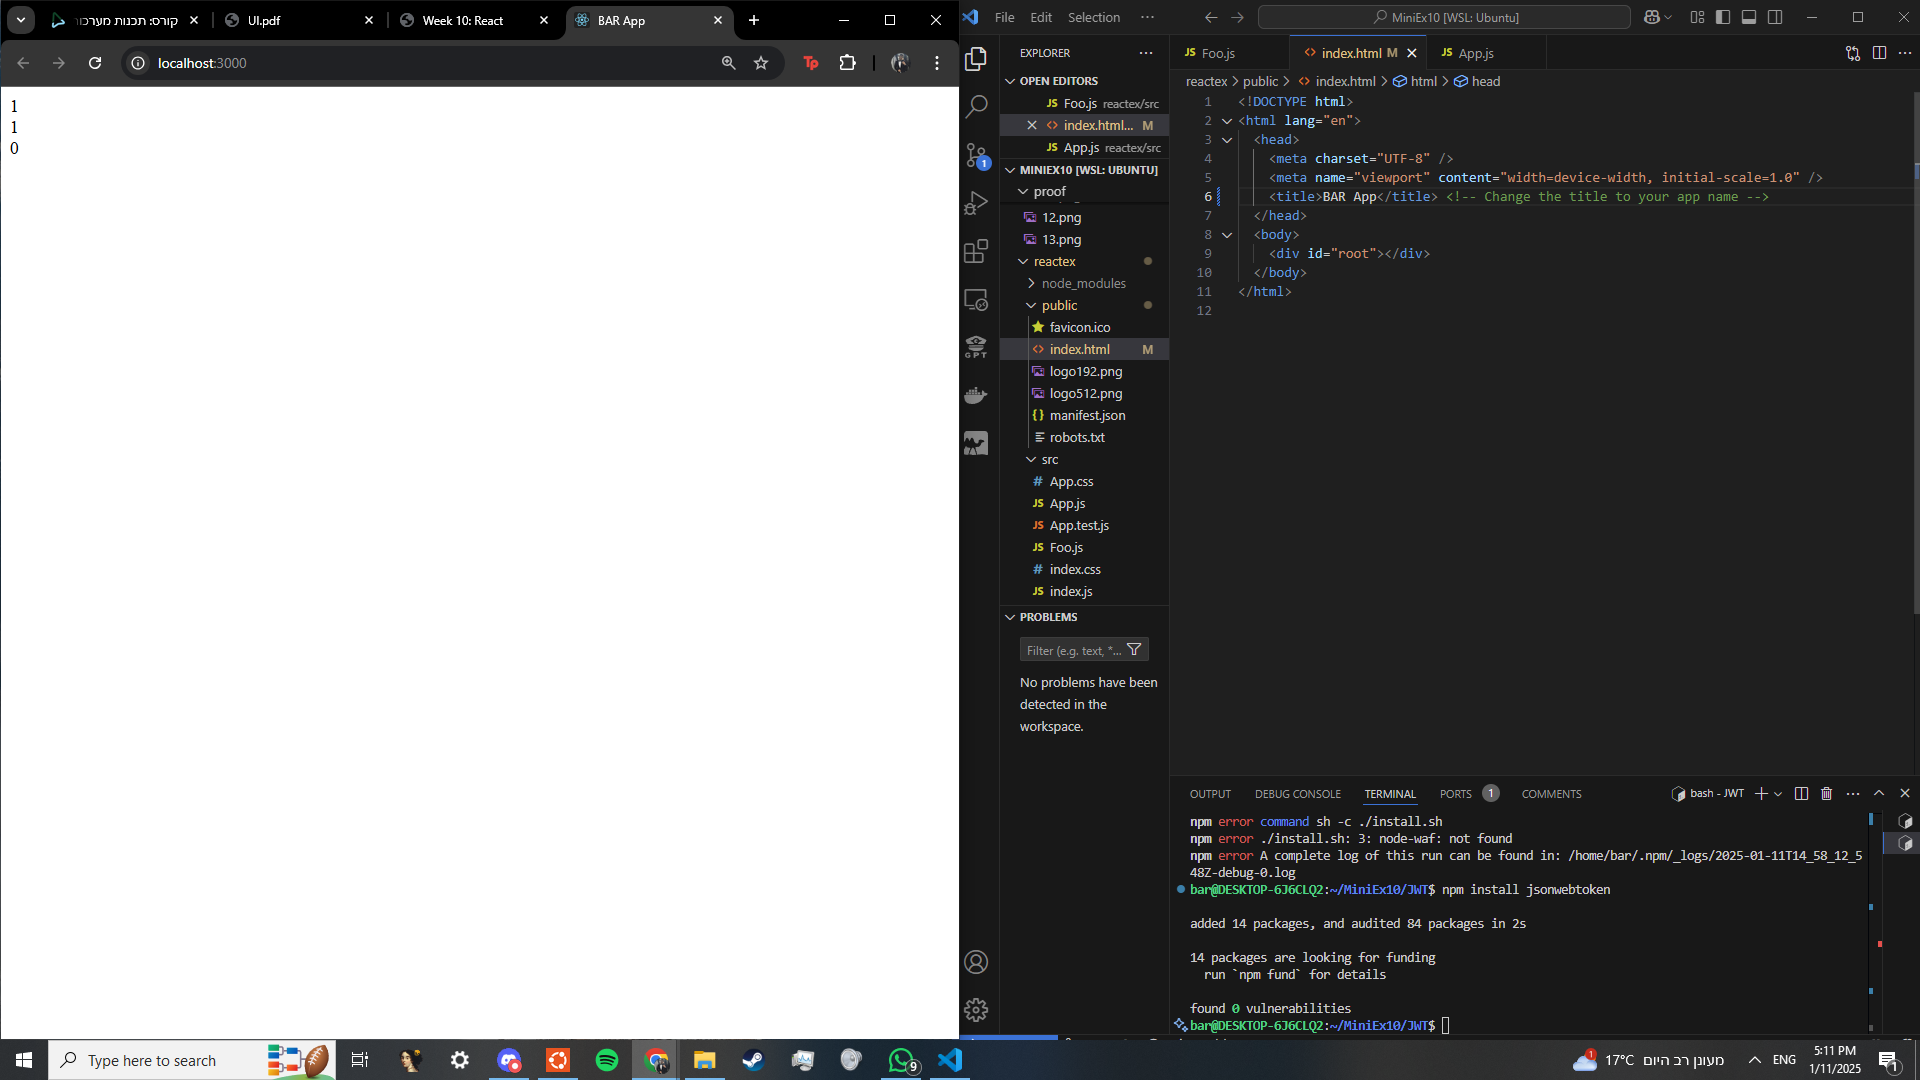 קורס: תכנות מערכו
UI.pdf
Week 10: React
BAR App
localhost:3000
1
1
0
File Edit Selection ···
MiniEx10 [WSL: Ubuntu]
EXPLORER
OPEN EDITORS
JS Foo.js reactex/src
index.html... M
JS App.js reactex/src
MINIEX10 [WSL: UBUNTU]
proof
12.png
13.png
reactex
node_modules
public
favicon.ico
index.html M
logo192.png
logo512.png
manifest.json
robots.txt
src
# App.css
JS App.js
JS App.test.js
JS Foo.js
# index.css
JS index.js
PROBLEMS
Filter (e.g. text, *...
No problems have been
detected in the
workspace.
1
GPT
JS Foo.js
index.html M
JS App.js
reactex > public > index.html > html > head
1 <!DOCTYPE html>
2 <html lang="en">
3 <head>
4 <meta charset="UTF-8" />
5 <meta name="viewport" content="width=device-width, initial-scale=1.0" />
6 <title>BAR App</title> <!-- Change the title to your app name -->
7 </head>
8 <body>
9 <div id="root"></div>
10 </body>
11 </html>
12
OUTPUT DEBUG CONSOLE TERMINAL PORTS 1 COMMENTS
bash - JWT
npm error command sh -c ./install.sh
npm error ./install.sh: 3: node-waf: not found
npm error A complete log of this run can be found in: /home/bar/.npm/_logs/2025-01-11T14_58_12_5
48Z-debug-0.log
bar@DESKTOP-6J6CLQ2:~/MiniEx10/JWT$ npm install jsonwebtoken
added 14 packages, and audited 84 packages in 2s
14 packages are looking for funding
run `npm fund` for details
found 0 vulnerabilities
bar@DESKTOP-6J6CLQ2:~/MiniEx10/JWT$
Type here to search
9
1
17°C מעונן רב היום
ENG
5:11 PM
1/11/2025
1